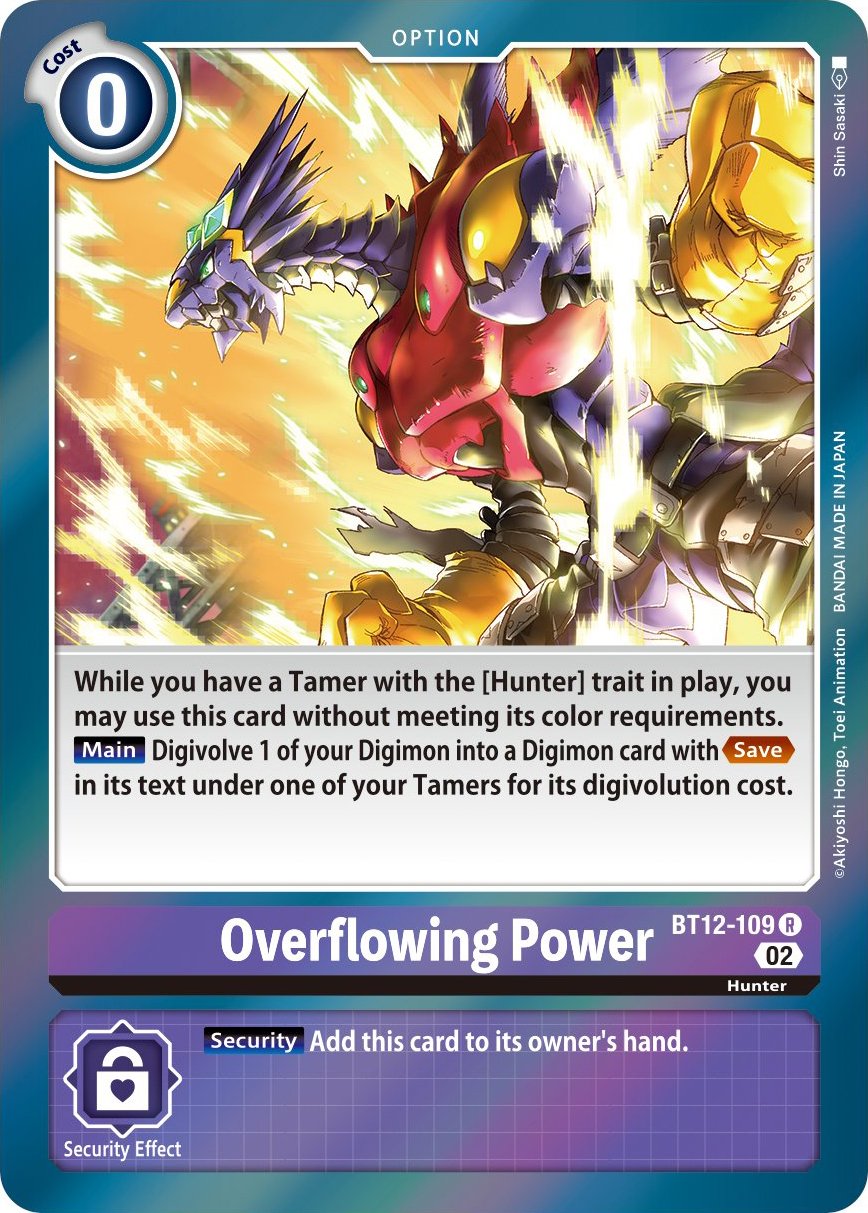 OPTION
Cost
0
Shin Sasaki
While you have a Tamer with the [Hunter] trait in play, you
may use this card without meeting its color requirements.
Main Digivolve 1 of your Digimon into a Digimon card with Save
in its text under one of your Tamers for its digivolution cost.
©Akiyoshi Hongo, Toei Animation BANDAI MADE IN JAPAN
Overflowing Power
BT12-109 R
02
Hunter
Security Add this card to its owner's hand.
Security Effect